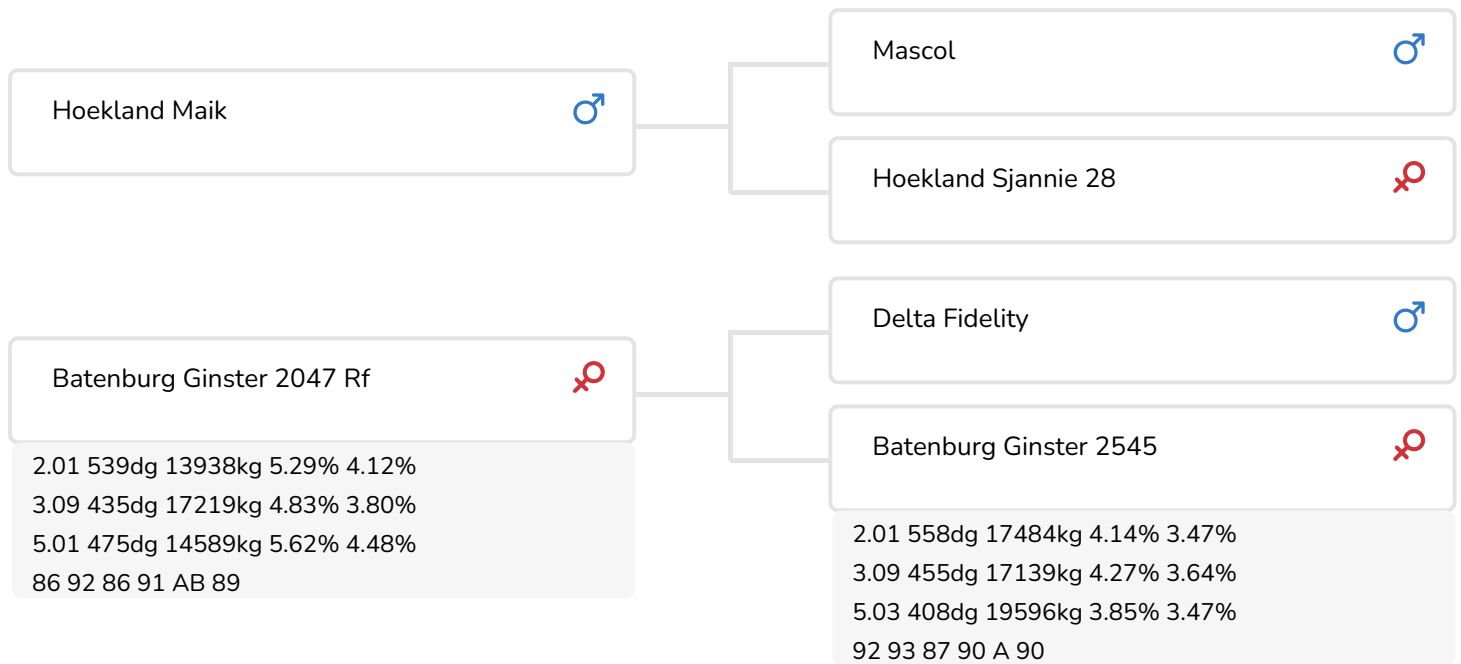 Mascol
Hoekland Maik
Hoekland Sjannie 28
Delta Fidelity
Batenburg Ginster 2047 Rf
2.01 539dg 13938kg 5.29% 4.12%
3.09 435dg 17219kg 4.83% 3.80%
5.01 475dg 14589kg 5.62% 4.48%
86 92 86 91 AB 89
Batenburg Ginster 2545
2.01 558dg 17484kg 4.14% 3.47%
3.09 455dg 17139kg 4.27% 3.64%
5.03 408dg 19596kg 3.85% 3.47%
92 93 87 90 A 90